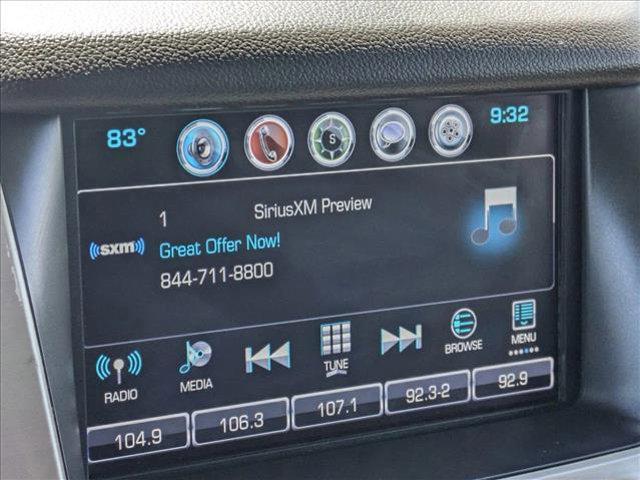 83° S 9:32
1 SiriusXM Preview
((sxm))
Great Offer Now!
844-711-8800
RADIO MEDIA TUNE BROWSE MENU
104.9 106.3 107.1 92.3-2 92.9